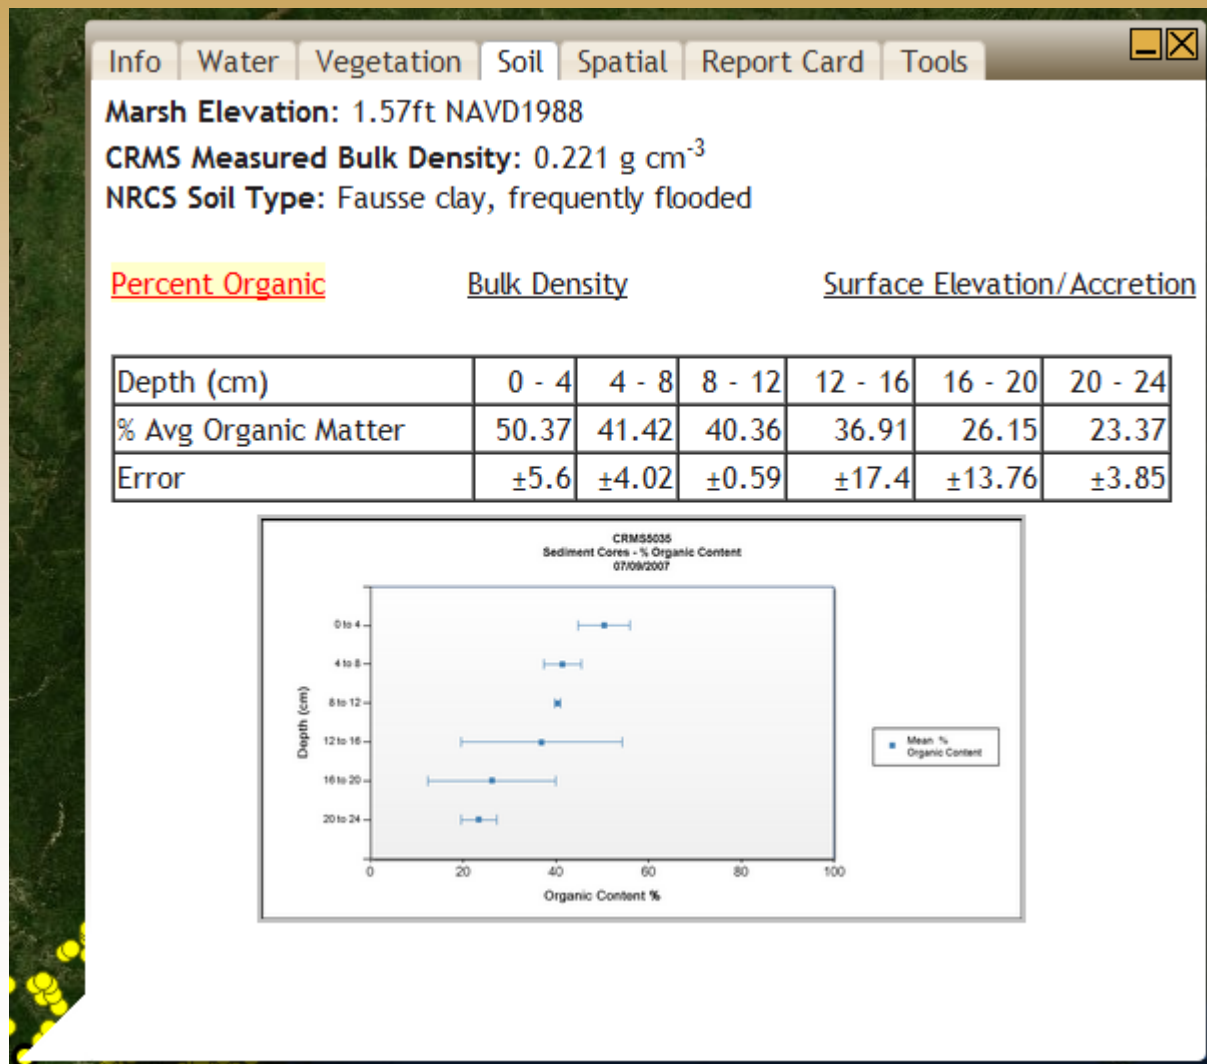 Info Water Vegetation Soil Spatial Report Card Tools
Marsh Elevation: 1.57ft NAVD1988
CRMS Measured Bulk Density: 0.221 g cm-3
NRCS Soil Type: Fausse clay, frequently flooded
Percent Organic Bulk Density Surface Elevation/Accretion
Depth (cm) 0 - 4 4 - 8 8 - 12 12 - 16 16 - 20 20 - 24
% Avg Organic Matter 50.37 41.42 40.36 36.91 26.15 23.37
Error ±5.6 ±4.02 ±0.59 ±17.4 ±13.76 ±3.85
CRMS5035
Sediment Cores - % Organic Content
07/09/2007
Depth (cm)
0 to 4
4 to 8
8 to 12
12 to 16
16 to 20
20 to 24
0 20 40 60 80 100
Organic Content %
Mean %
Organic Content